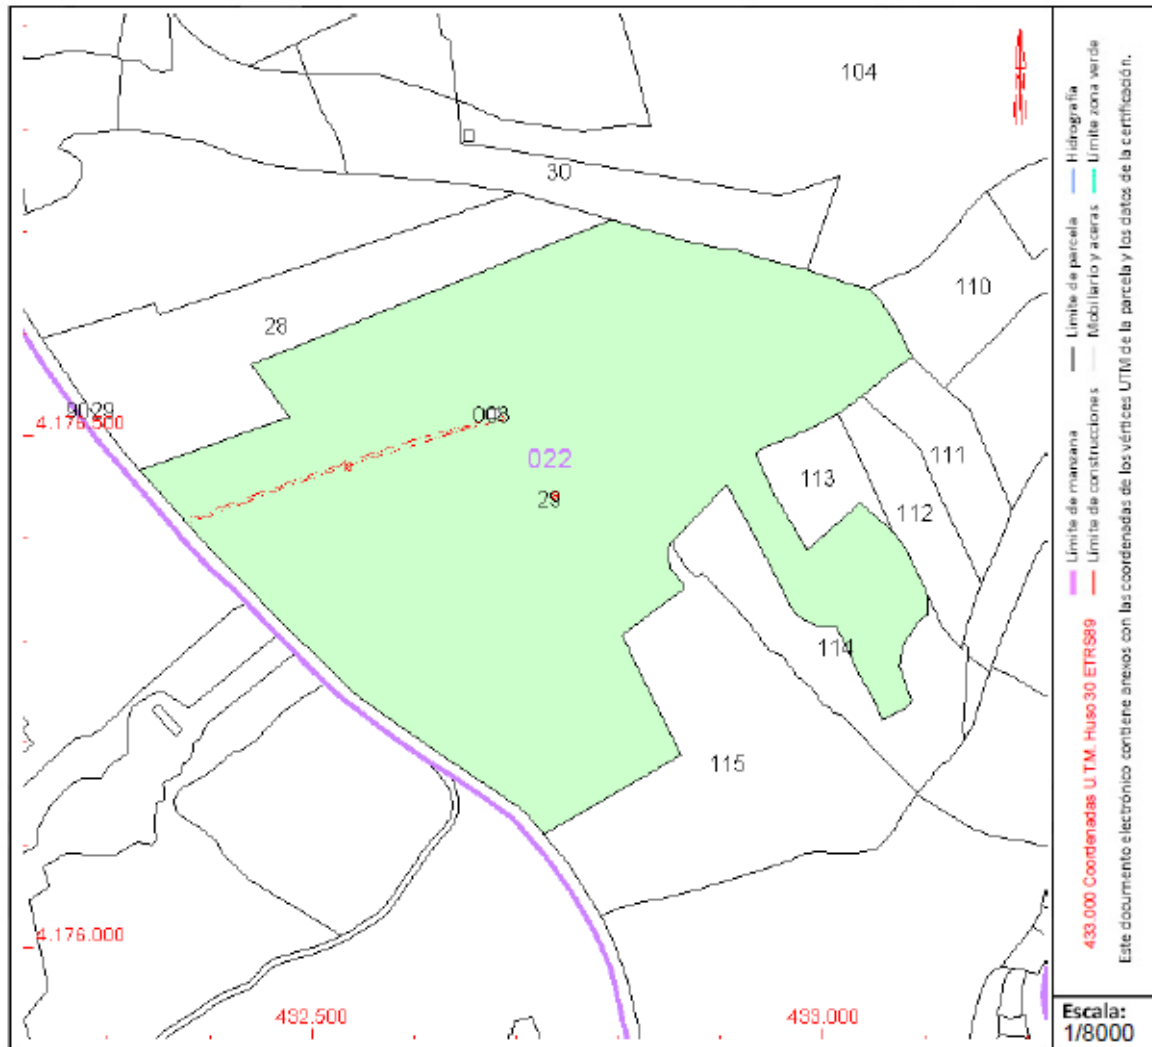 104
30
110
28
9029
4.176.500
003
022
111
113
29
112
114
115
4.176.000
432.500
433.000
Límite de manzana
Límite de parcela
Hidrografía
Límite de construcciones
Mobiliario y aceras
Límite zona verde
433.000 Coordenadas U.T.M. Huso 30 ETRS89
Este documento electrónico contiene anexos con las coordenadas de los vértices UTM de la parcela y los datos de la certificación.
Escala:
1/8000